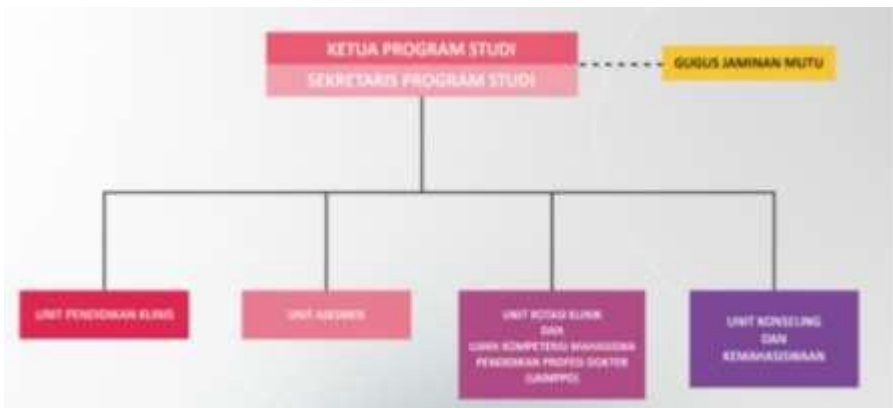 KETUA PROGRAM STUDI
SEKRETARIS PROGRAM STUDI
GUGUS JAMINAN MUTU
UNIT PENDIDIKAN KLINIS
UNIT ASESMEN
UNIT ROTASI KLINIK
DAN
UJIAN KOMPETENSI MAHASISWA
PENDIDIKAN PROFESI DOKTER
(UKMPPD)
UNIT KONSELING
DAN
KEMAHASISWAAN